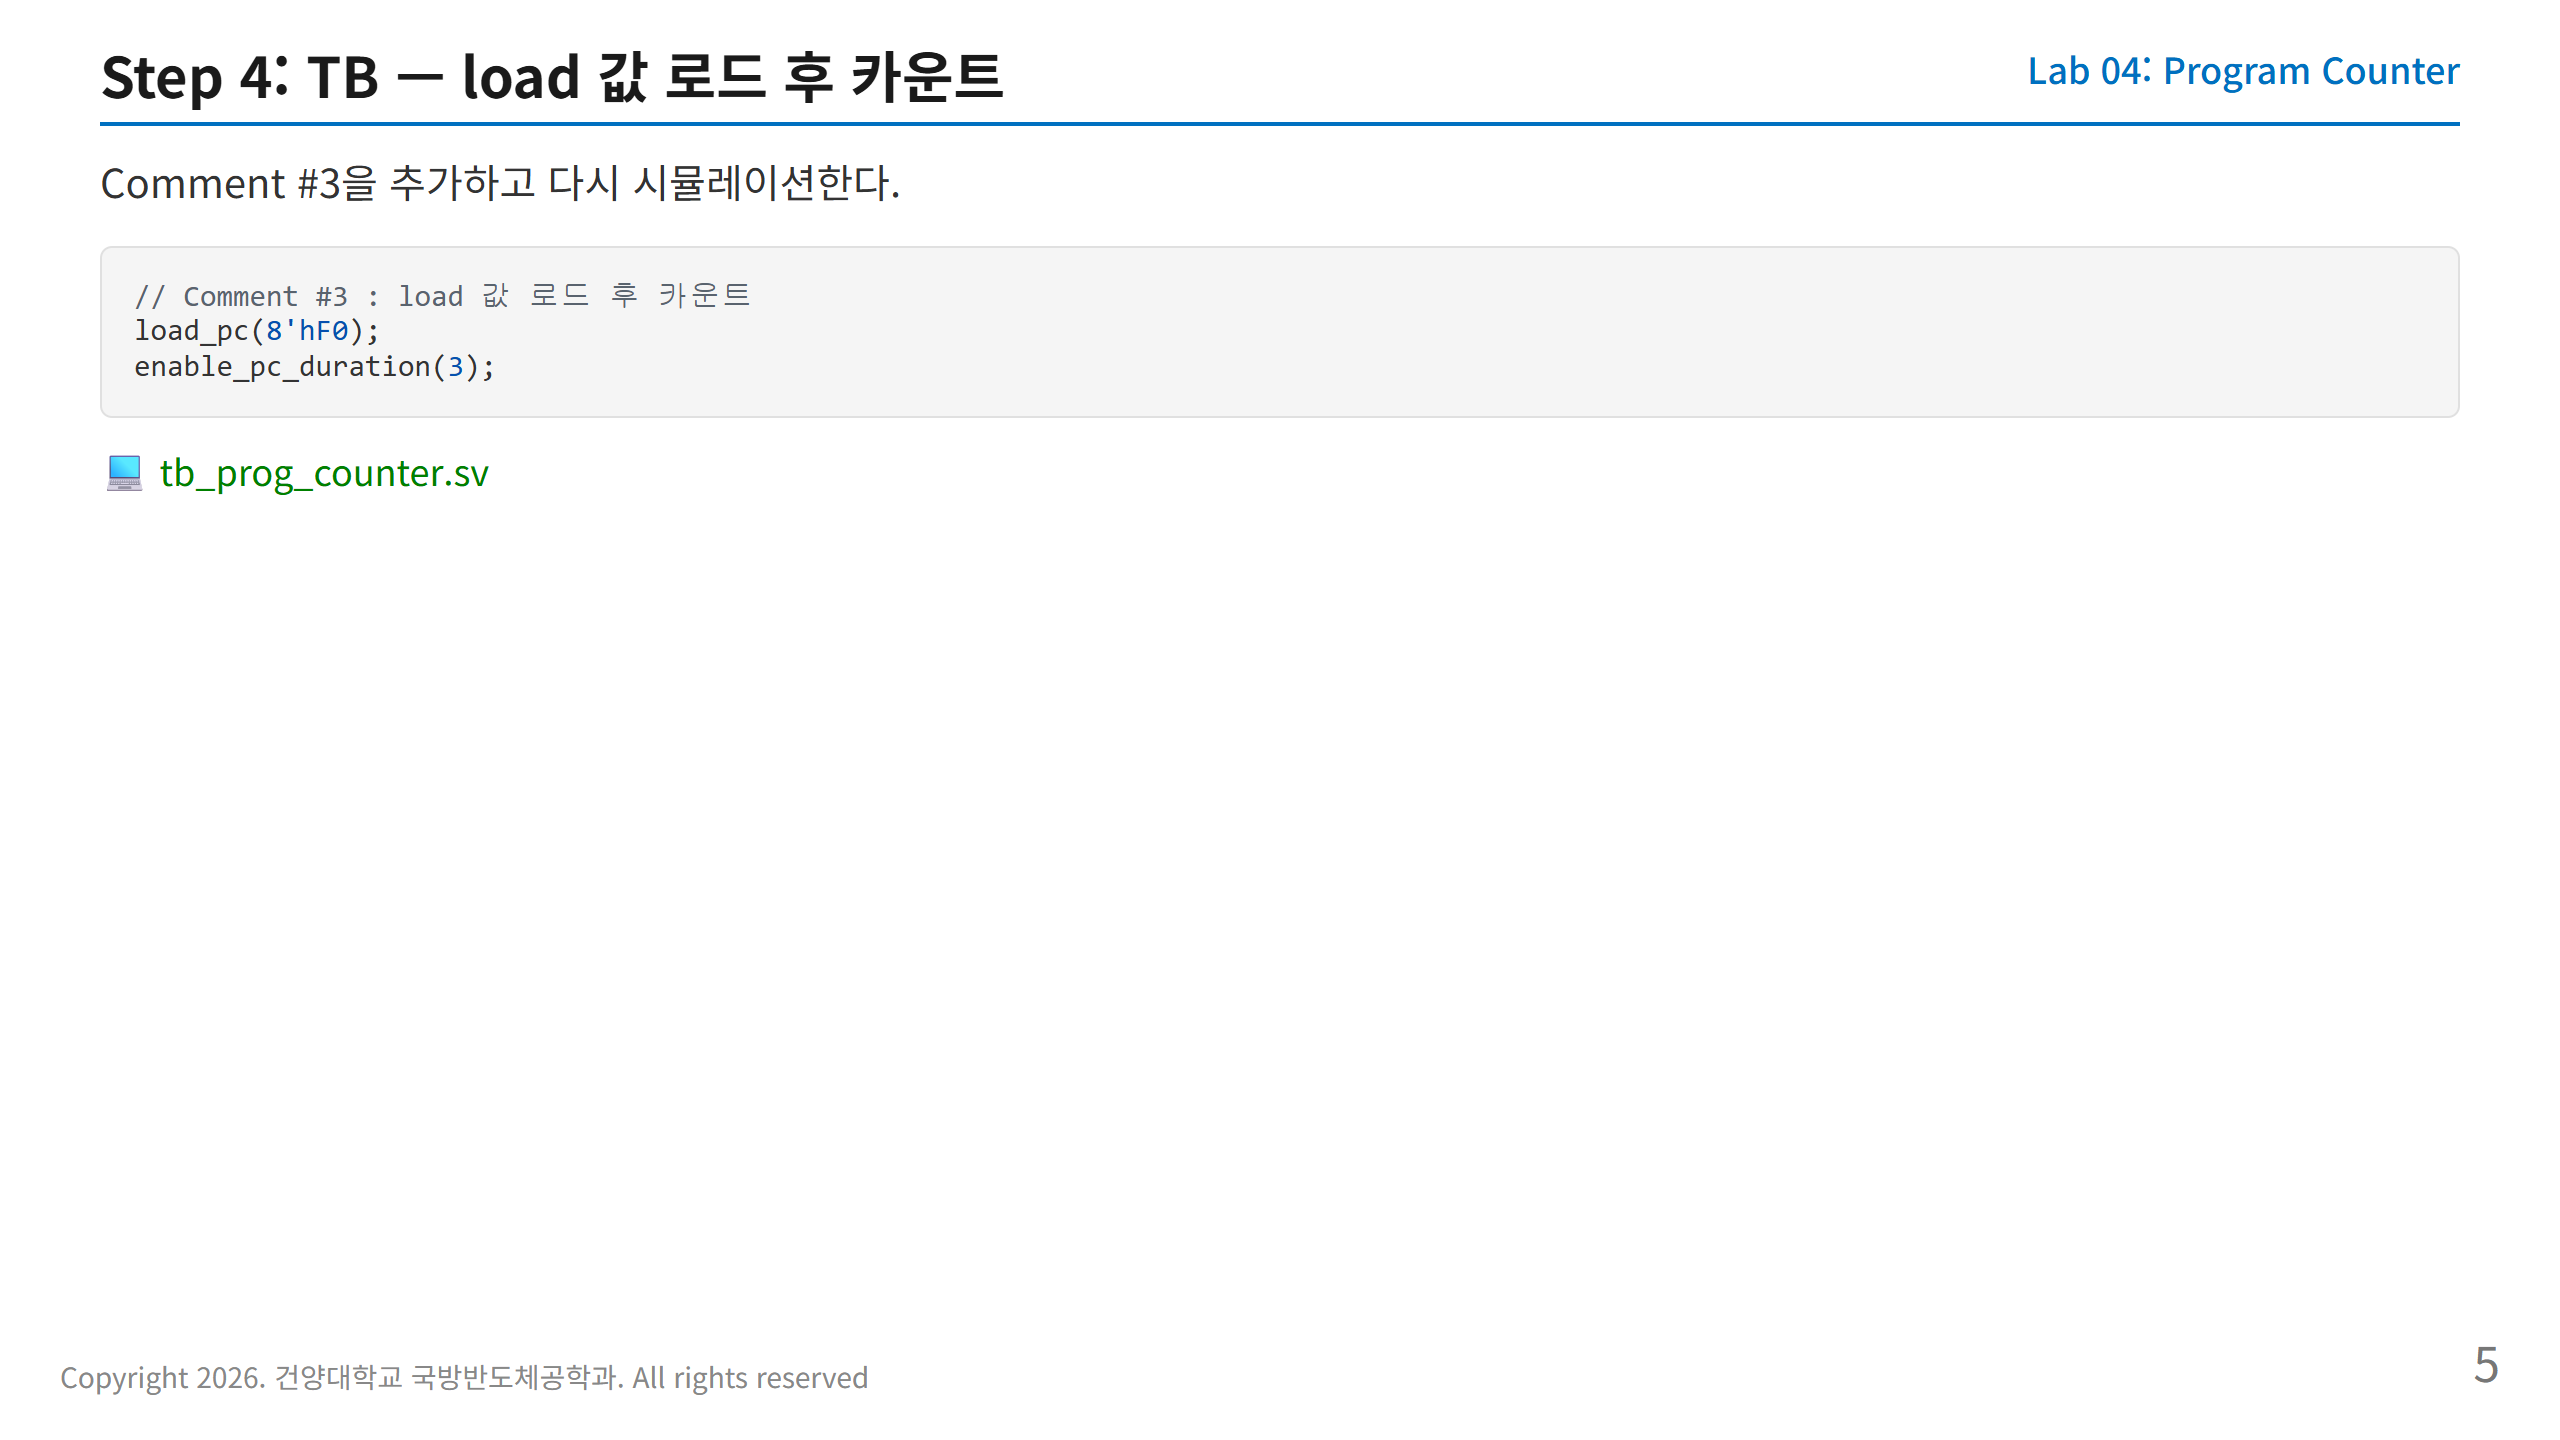 Step 4: TB — load 값 로드 후 카운트
Lab 04: Program Counter
Comment #3을 추가하고 다시 시뮬레이션한다.
// Comment #3 : load 값 로드 후 카운트
load_pc(8'hF0);
enable_pc_duration(3);
tb_prog_counter.sv
Copyright 2026. 건양대학교 국방반도체공학과. All rights reserved
5